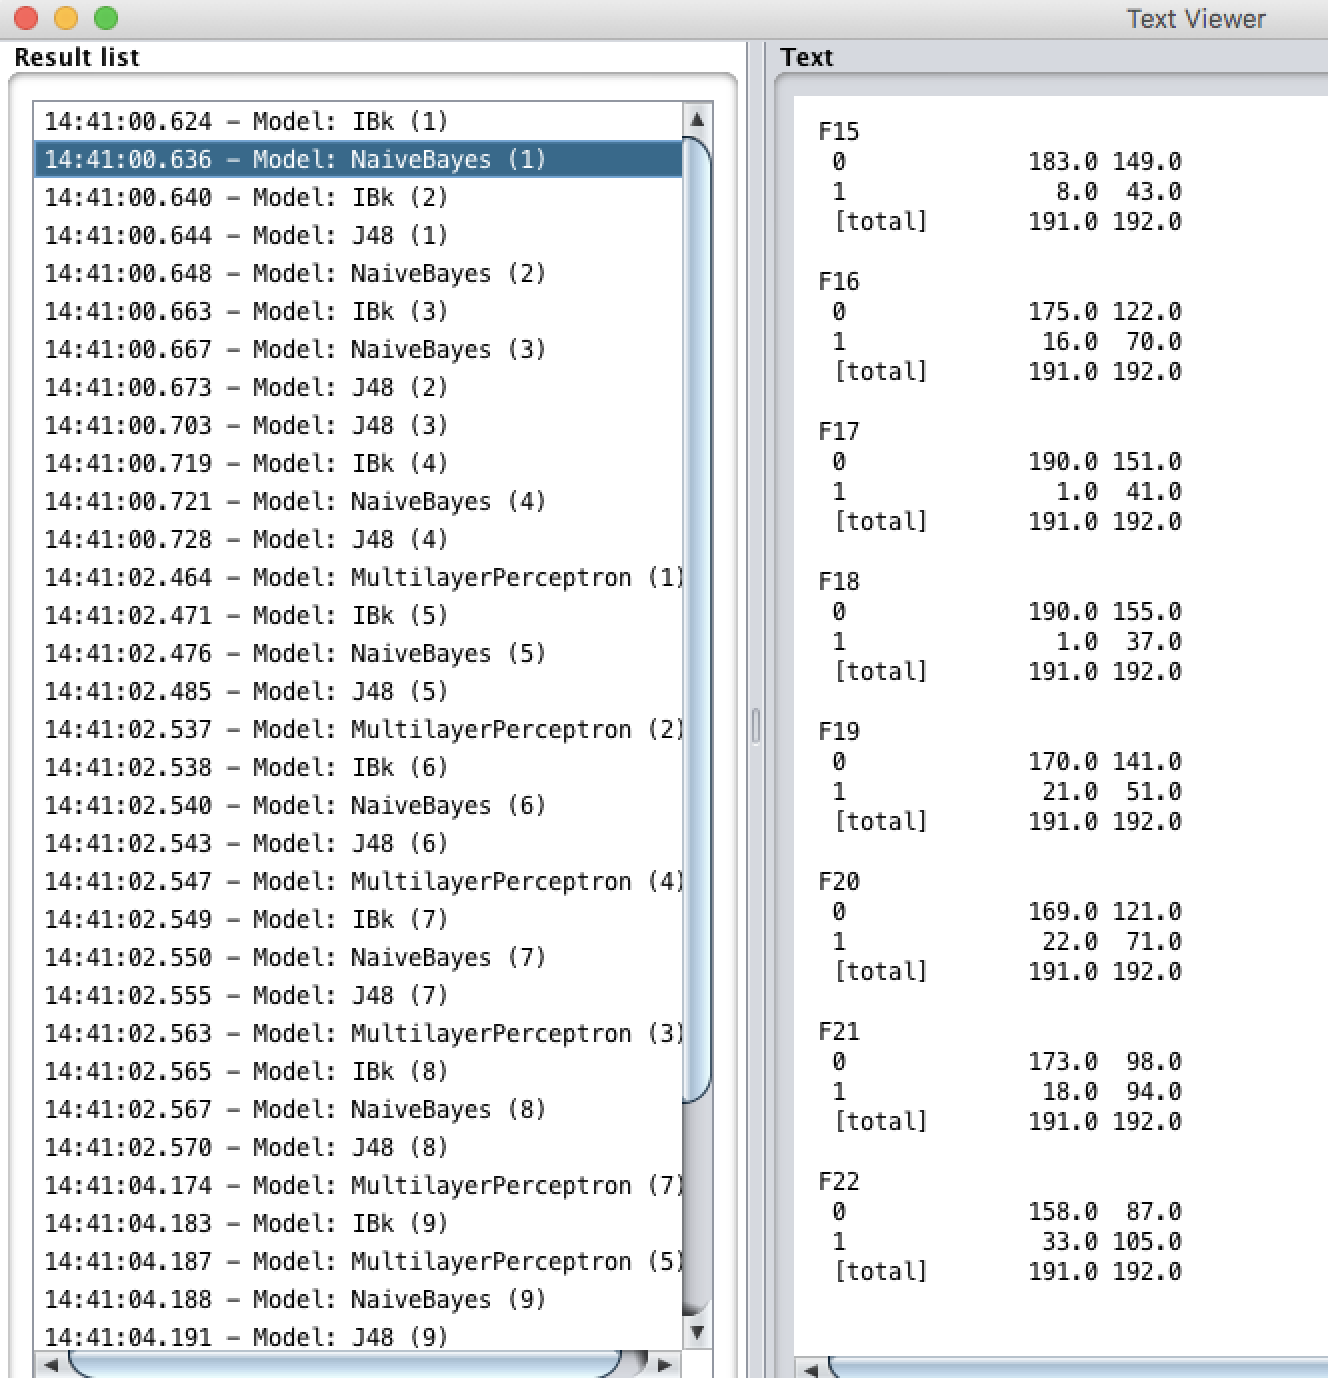 Text Viewer
Result list
14:41:00.624 – Model: IBk (1)
14:41:00.636 – Model: NaiveBayes (1)
14:41:00.640 – Model: IBk (2)
14:41:00.644 – Model: J48 (1)
14:41:00.648 – Model: NaiveBayes (2)
14:41:00.663 – Model: IBk (3)
14:41:00.667 – Model: NaiveBayes (3)
14:41:00.673 – Model: J48 (2)
14:41:00.703 – Model: J48 (3)
14:41:00.719 – Model: IBk (4)
14:41:00.721 – Model: NaiveBayes (4)
14:41:00.728 – Model: J48 (4)
14:41:02.464 – Model: MultilayerPerceptron (1)
14:41:02.471 – Model: IBk (5)
14:41:02.476 – Model: NaiveBayes (5)
14:41:02.485 – Model: J48 (5)
14:41:02.537 – Model: MultilayerPerceptron (2)
14:41:02.538 – Model: IBk (6)
14:41:02.540 – Model: NaiveBayes (6)
14:41:02.543 – Model: J48 (6)
14:41:02.547 – Model: MultilayerPerceptron (4)
14:41:02.549 – Model: IBk (7)
14:41:02.550 – Model: NaiveBayes (7)
14:41:02.555 – Model: J48 (7)
14:41:02.563 – Model: MultilayerPerceptron (3)
14:41:02.565 – Model: IBk (8)
14:41:02.567 – Model: NaiveBayes (8)
14:41:02.570 – Model: J48 (8)
14:41:04.174 – Model: MultilayerPerceptron (7)
14:41:04.183 – Model: IBk (9)
14:41:04.187 – Model: MultilayerPerceptron (5)
14:41:04.188 – Model: NaiveBayes (9)
14:41:04.191 – Model: J48 (9)
Text
F15
0 183.0 149.0
1 8.0 43.0
[total] 191.0 192.0
F16
0 175.0 122.0
1 16.0 70.0
[total] 191.0 192.0
F17
0 190.0 151.0
1 1.0 41.0
[total] 191.0 192.0
F18
0 190.0 155.0
1 1.0 37.0
[total] 191.0 192.0
F19
0 170.0 141.0
1 21.0 51.0
[total] 191.0 192.0
F20
0 169.0 121.0
1 22.0 71.0
[total] 191.0 192.0
F21
0 173.0 98.0
1 18.0 94.0
[total] 191.0 192.0
F22
0 158.0 87.0
1 33.0 105.0
[total] 191.0 192.0